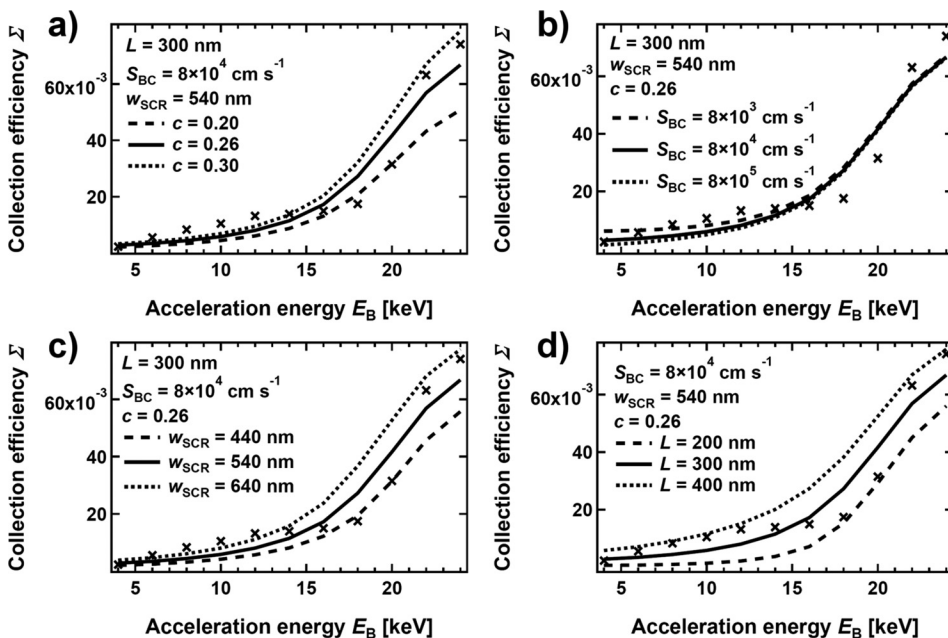 a)
L = 300 nm
S_BC = 8×10^4 cm s^-1
w_SCR = 540 nm
c = 0.20
c = 0.26
c = 0.30
60x10^-3
40
20
5
10
15
20
Collection efficiency Σ
Acceleration energy E_B [keV]
b)
L = 300 nm
w_SCR = 540 nm
c = 0.26
S_BC = 8×10^3 cm s^-1
S_BC = 8×10^4 cm s^-1
S_BC = 8×10^5 cm s^-1
60x10^-3
40
20
5
10
15
20
Collection efficiency Σ
Acceleration energy E_B [keV]
c)
L = 300 nm
S_BC = 8×10^4 cm s^-1
c = 0.26
w_SCR = 440 nm
w_SCR = 540 nm
w_SCR = 640 nm
60x10^-3
40
20
5
10
15
20
Collection efficiency Σ
Acceleration energy E_B [keV]
d)
S_BC = 8×10^4 cm s^-1
w_SCR = 540 nm
c = 0.26
L = 200 nm
L = 300 nm
L = 400 nm
60x10^-3
40
20
5
10
15
20
Collection efficiency Σ
Acceleration energy E_B [keV]